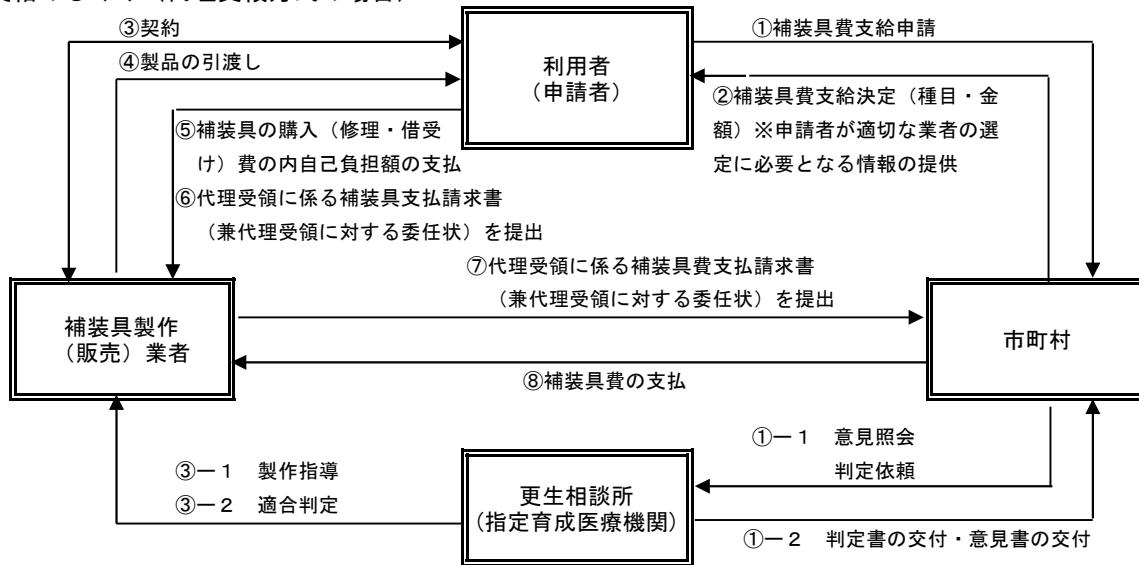 ③契約
①補装具費支給申請
④製品の引渡し
利用者
（申請者）
②補装具費支給決定（種目・金
額）※申請者が適切な業者の選
定に必要となる情報の提供
⑤補装具の購入（修理・借受
け）費の内自己負担額の支払
⑥代理受領に係る補装具支払請求書
（兼代理受領に対する委任状）を提出
⑦代理受領に係る補装具費支払請求書
（兼代理受領に対する委任状）を提出
補装具製作
（販売）業者
市町村
⑧補装具費の支払
①－１　意見照会
判定依頼
③－１　製作指導
③－２　適合判定
更生相談所
（指定育成医療機関）
①－２　判定書の交付・意見書の交付